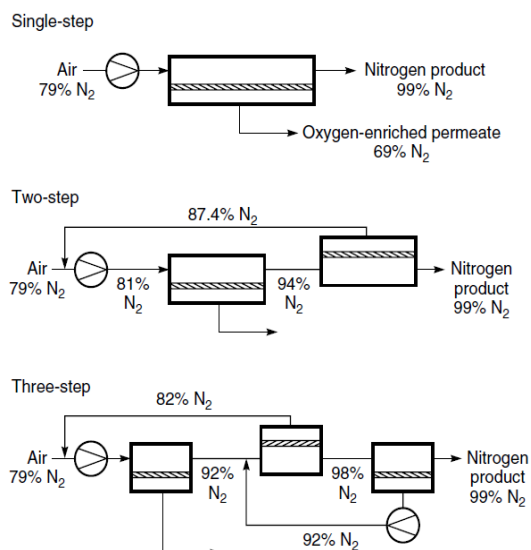 Single-step
Air
79% N2
Nitrogen product
99% N2
Oxygen-enriched permeate
69% N2
Two-step
87.4% N2
Air
79% N2
81%
N2
94%
N2
Nitrogen
product
99% N2
Three-step
82% N2
Air
79% N2
92%
N2
98%
N2
Nitrogen
product
99% N2
92% N2